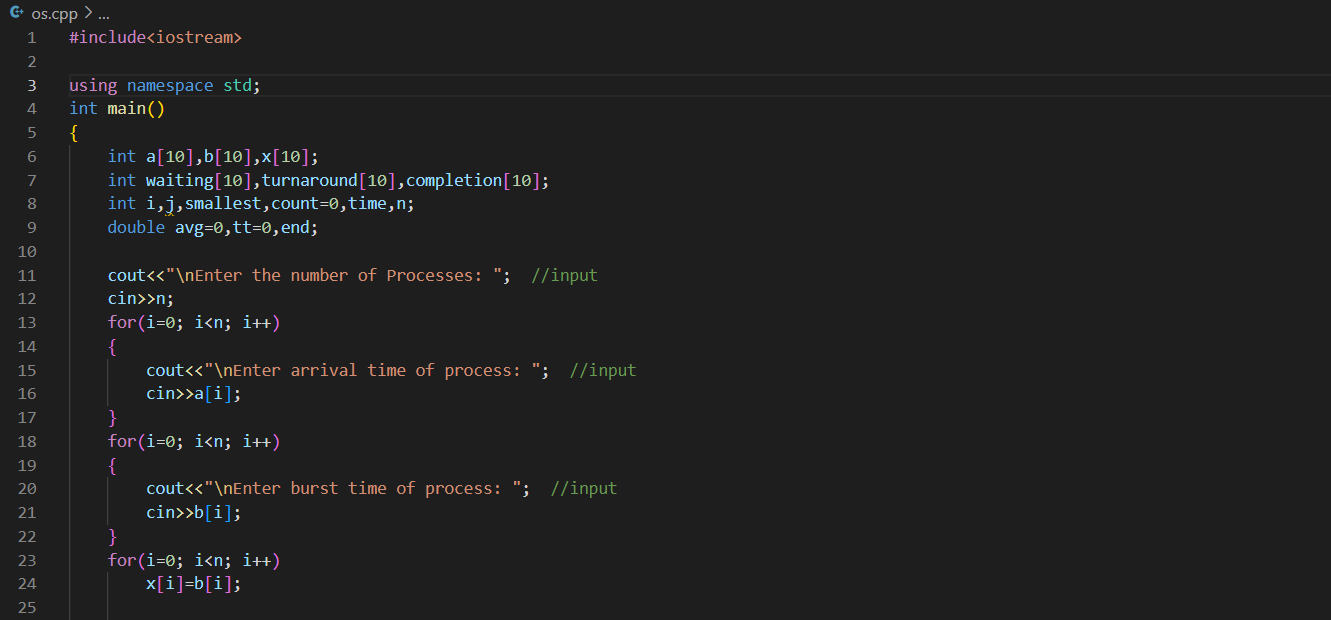 os.cpp > ...
1 #include<iostream>
2
3 using namespace std;
4 int main()
5 {
6     int a[10],b[10],x[10];
7     int waiting[10],turnaround[10],completion[10];
8     int i,j,smallest,count=0,time,n;
9     double avg=0,tt=0,end;
10
11     cout<<"\nEnter the number of Processes: ";  //input
12     cin>>n;
13     for(i=0; i<n; i++)
14     {
15         cout<<"\nEnter arrival time of process: ";  //input
16         cin>>a[i];
17     }
18     for(i=0; i<n; i++)
19     {
20         cout<<"\nEnter burst time of process: ";  //input
21         cin>>b[i];
22     }
23     for(i=0; i<n; i++)
24         x[i]=b[i];
25